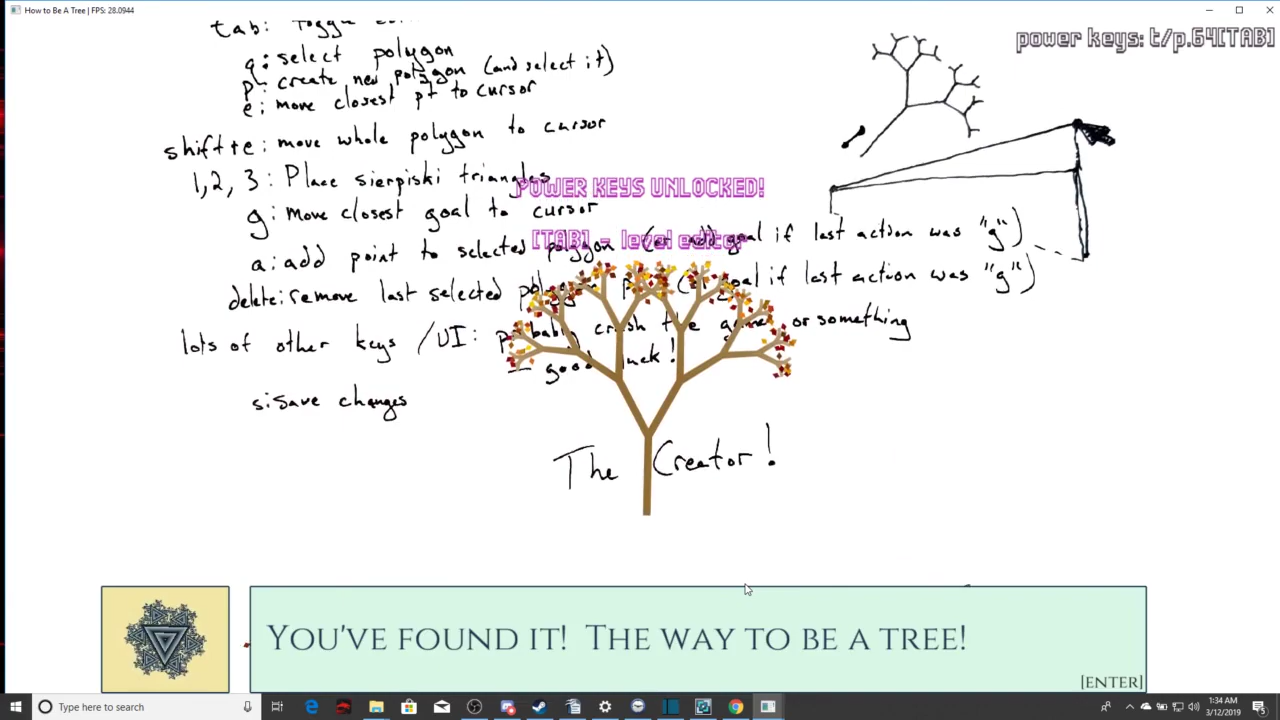 How to Be A Tree | FPS: 28.0944
tab: toggle
power keys: t/p.64[TAB]
q: select polygon
p: create new polygon (and select it)
e: move closest pt to cursor
shift+e: move whole polygon to cursor
1,2,3: Place sierpiski triangles
POWER KEYS UNLOCKED!
g: move closest goal to cursor
a: add point to selected polygon (or add goal if last action was "g")
[TAB] - level editor
delete: remove last selected polygon goal if last action was "g")
lots of other keys /UI: probably crash the game or something
good luck!
s: Save changes
The Creator!
You've found it! The way to be a tree!
[ENTER]
Type here to search
1:34 AM
3/12/2019